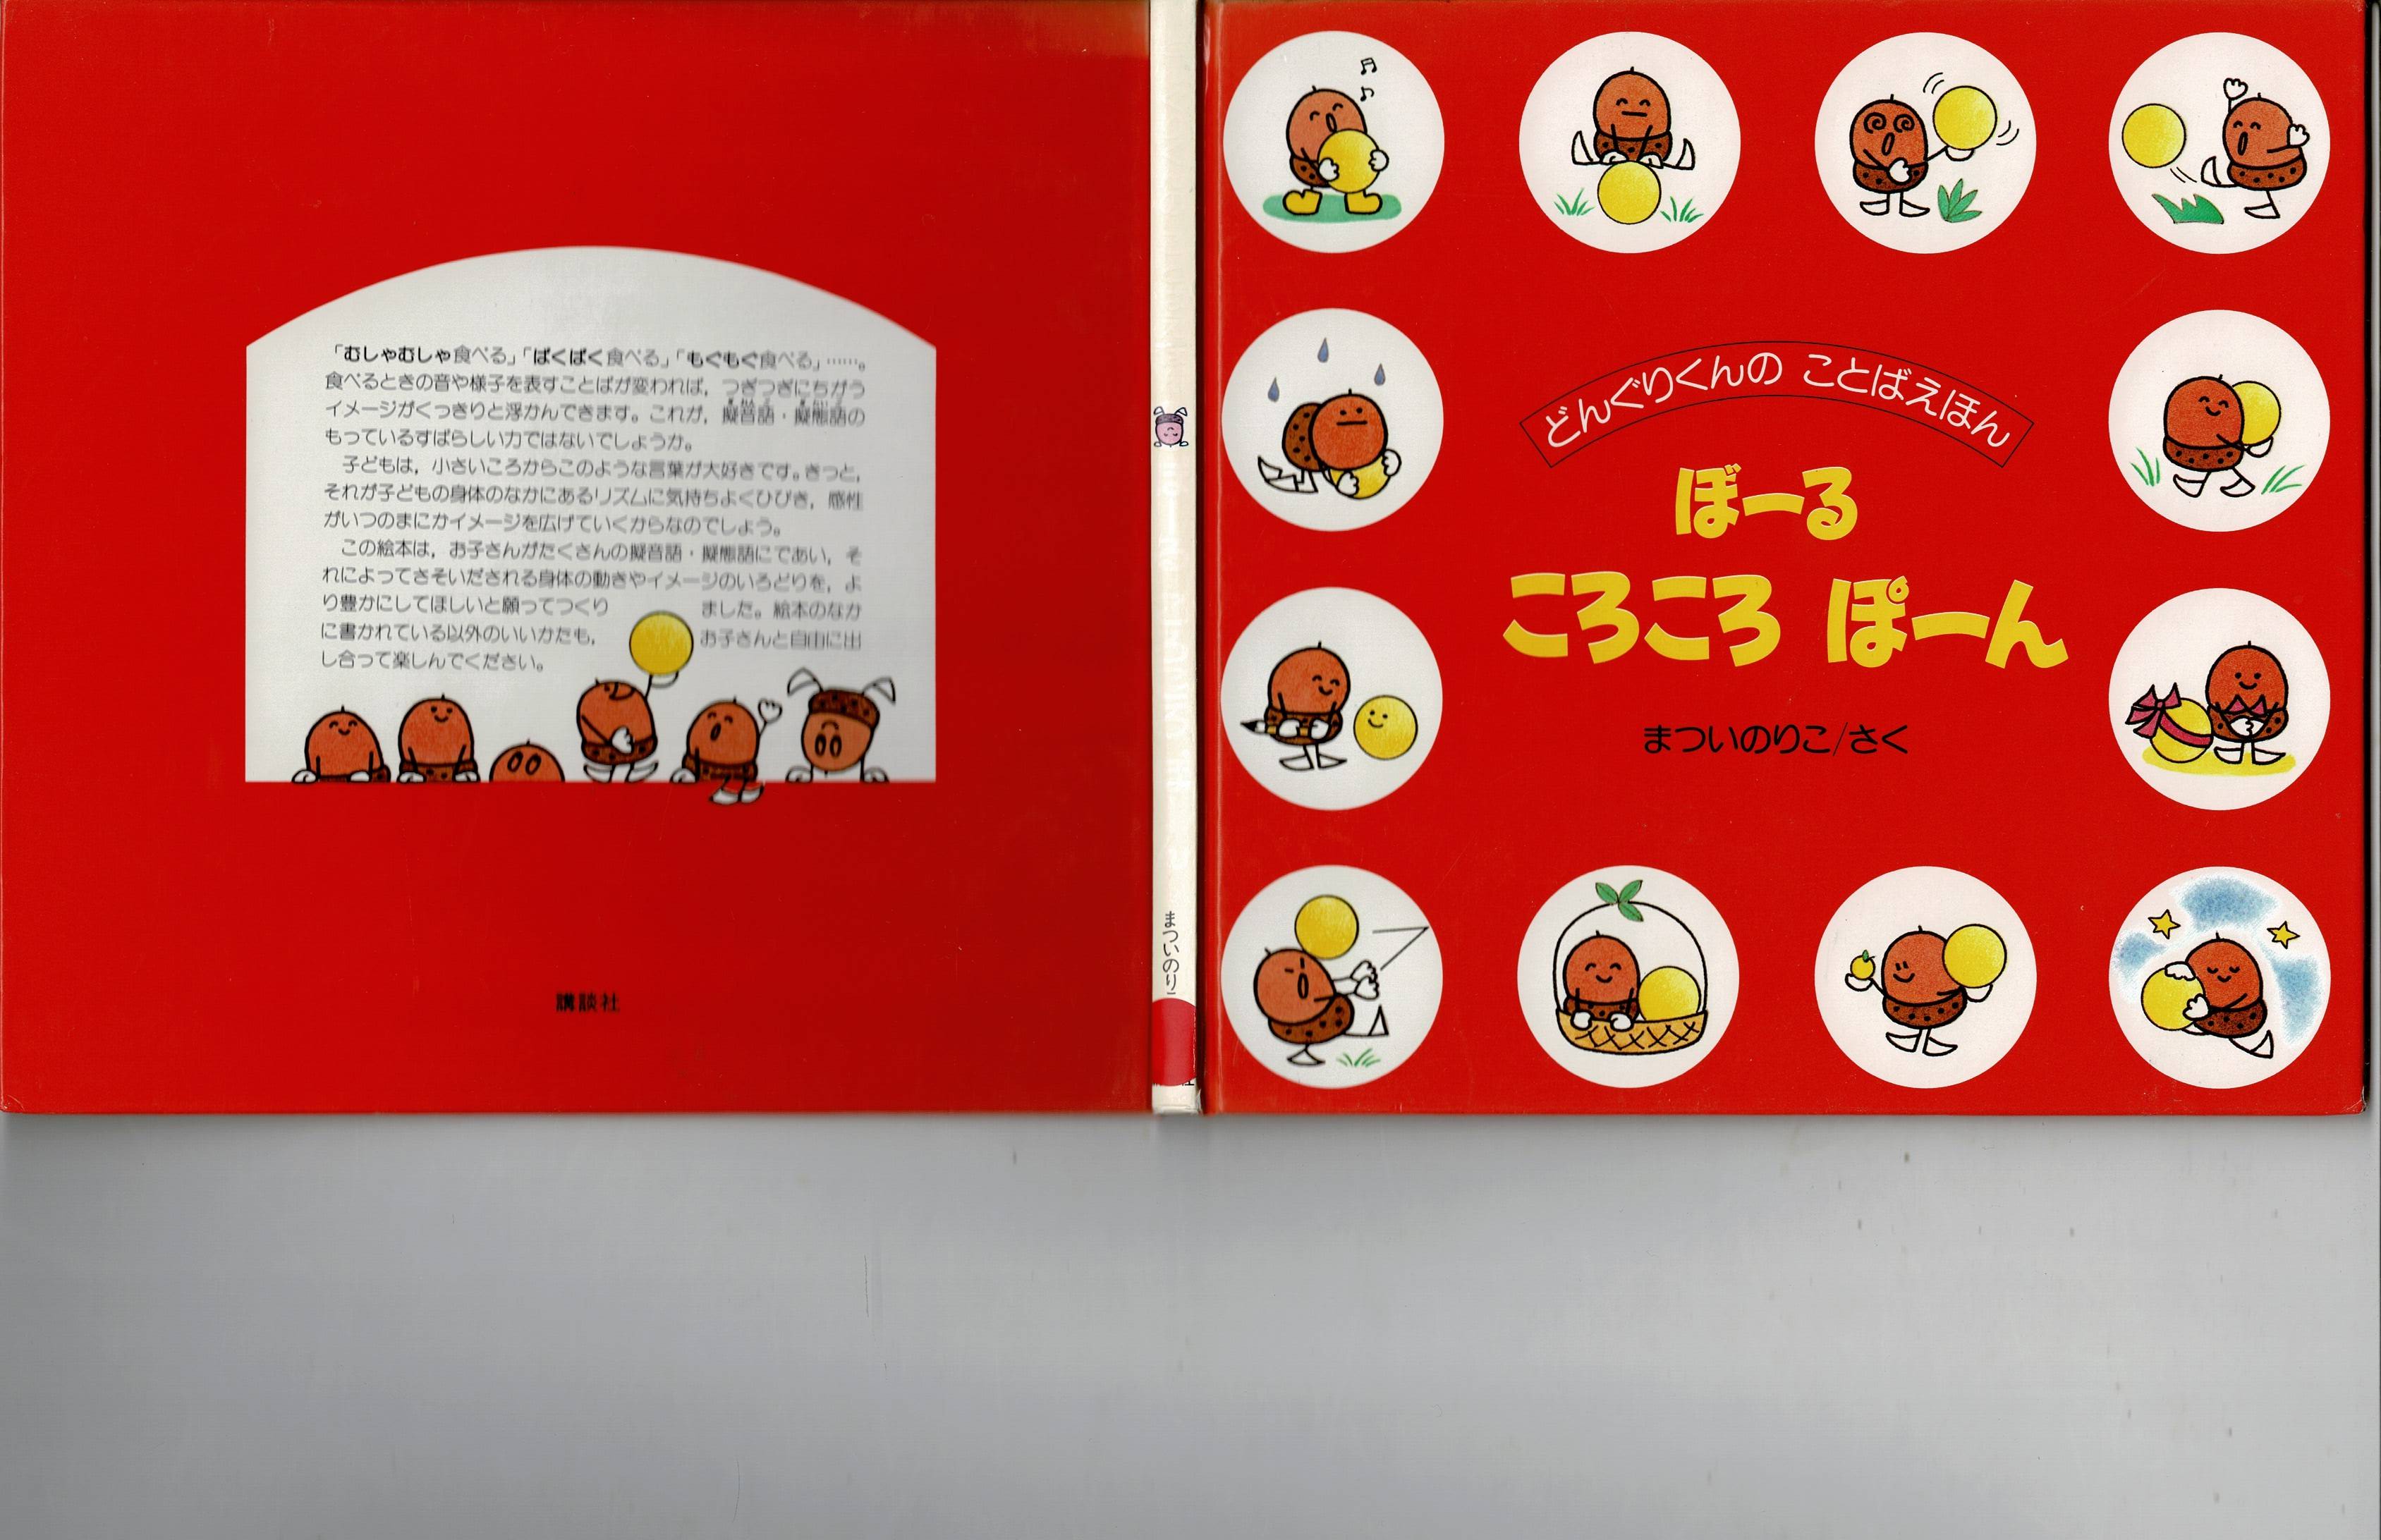 「むしゃむしゃ食べる」「ぱくぱく食べる」「もぐもぐ食べる」……。
食べるときの音や様子を表すことばが変われば，つぎつぎにちがう
イメージがくっきりと浮かんできます。これが，擬音語・擬態語の
もっているすばらしい力ではないでしょうか。
子どもは，小さいころからこのような言葉が大好きです。きっと，
それが子どもの身体のなかにあるリズムに気持ちよくひびき，感性
がいつのまにかイメージを広げていくからなのでしょう。
この絵本は，お子さんがたくさんの擬音語・擬態語にであい，そ
れによってさそいだされる身体の動きやイメージのいろどりを，よ
り豊かにしてほしいと願ってつくり ました。絵本のなか
に書かれている以外のいいかたも， お子さんと自由に出
し合って楽しんでください。
講談社
まついのり
どんぐりくんの ことばえほん
ぼーる
ころころ ぽーん
まついのりこ/さく